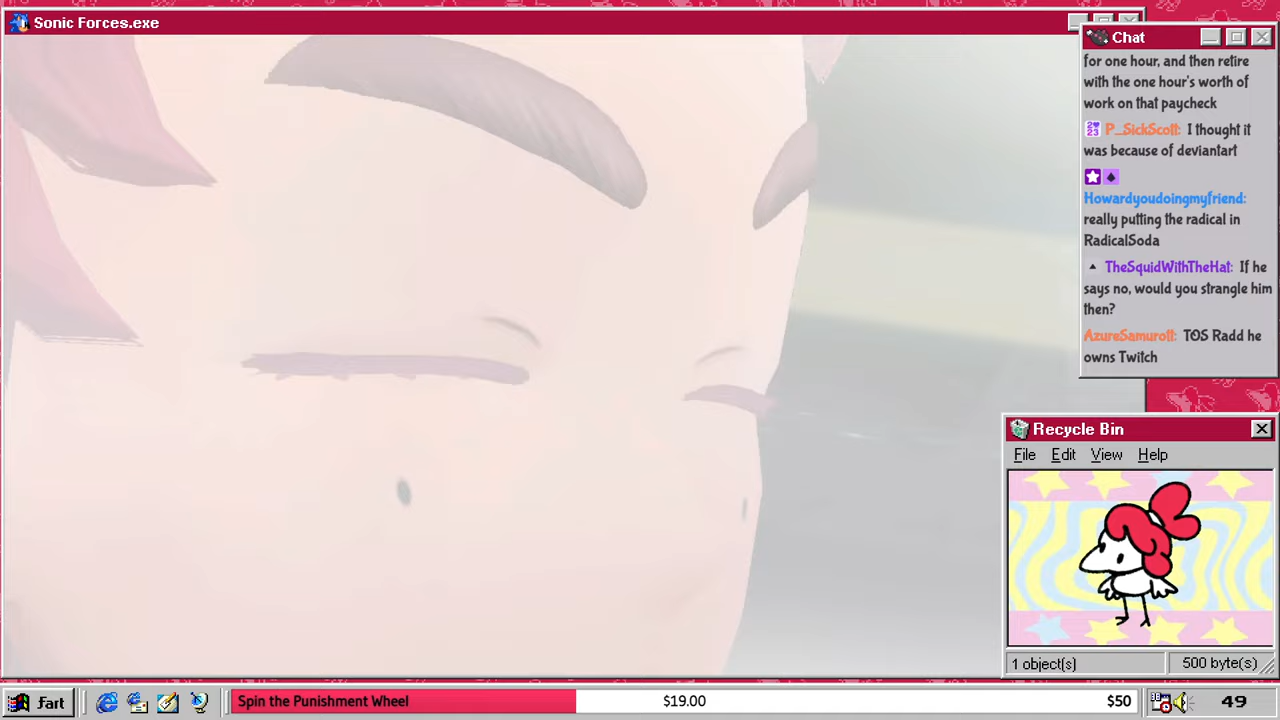 Sonic Forces.exe
Chat
for one hour, and then retire
with the one hour's worth of
work on that paycheck
P_SickScott: I thought it
was because of deviantart
Howardyoudoingmyfriend:
really putting the radical in
RadicalSoda
TheSquidWithTheHat: If he
says no, would you strangle him
then?
AzureSamurott: TOS Radd he
owns Twitch
Recycle Bin
File Edit View Help
1 object(s) 500 byte(s)
fart Spin the Punishment Wheel $19.00 $50 49